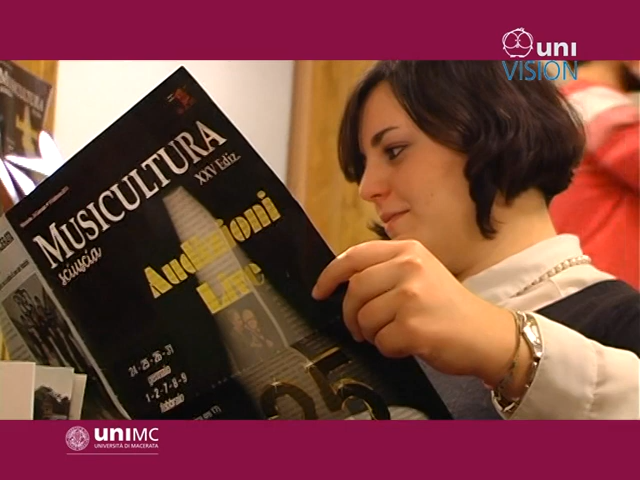 uni
VISION
MUSICULTURA
XXV Ediz.
sciuscia
Audizioni
Live
24 - 25 - 26 - 31
gennaio
1 - 2 - 7 - 8 - 9
febbraio
25
uniMC
UNIVERSITÀ DI MACERATA